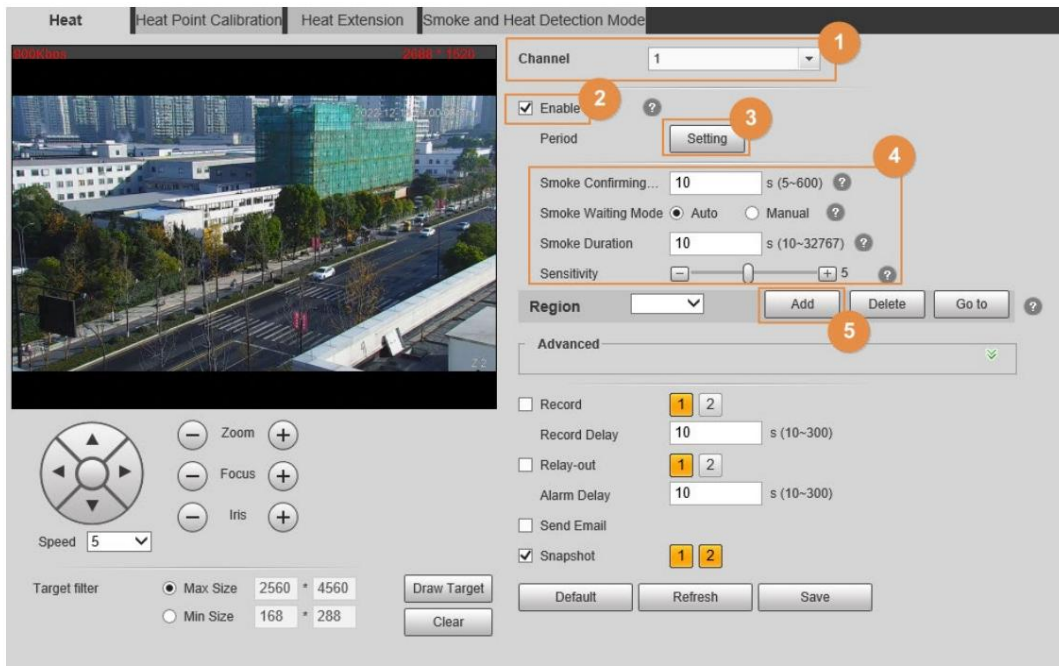 Heat Heat Point Calibration Heat Extension Smoke and Heat Detection Mode
900Kbps 2688 * 1520
Channel 1
1
Enable
2
Period Setting
3
4
Smoke Confirming... 10 s (5~600)
Smoke Waiting Mode Auto Manual
Smoke Duration 10 s (10~32767)
Sensitivity 5
Region Add Delete Go to
5
Advanced
Z:2
Record 1 2
Record Delay 10 s (10~300)
Relay-out 1 2
Alarm Delay 10 s (10~300)
Send Email
Snapshot 1 2
Default Refresh Save
Zoom
Focus
Iris
Speed 5
Target filter Max Size 2560 * 4560 Draw Target
Min Size 168 * 288 Clear